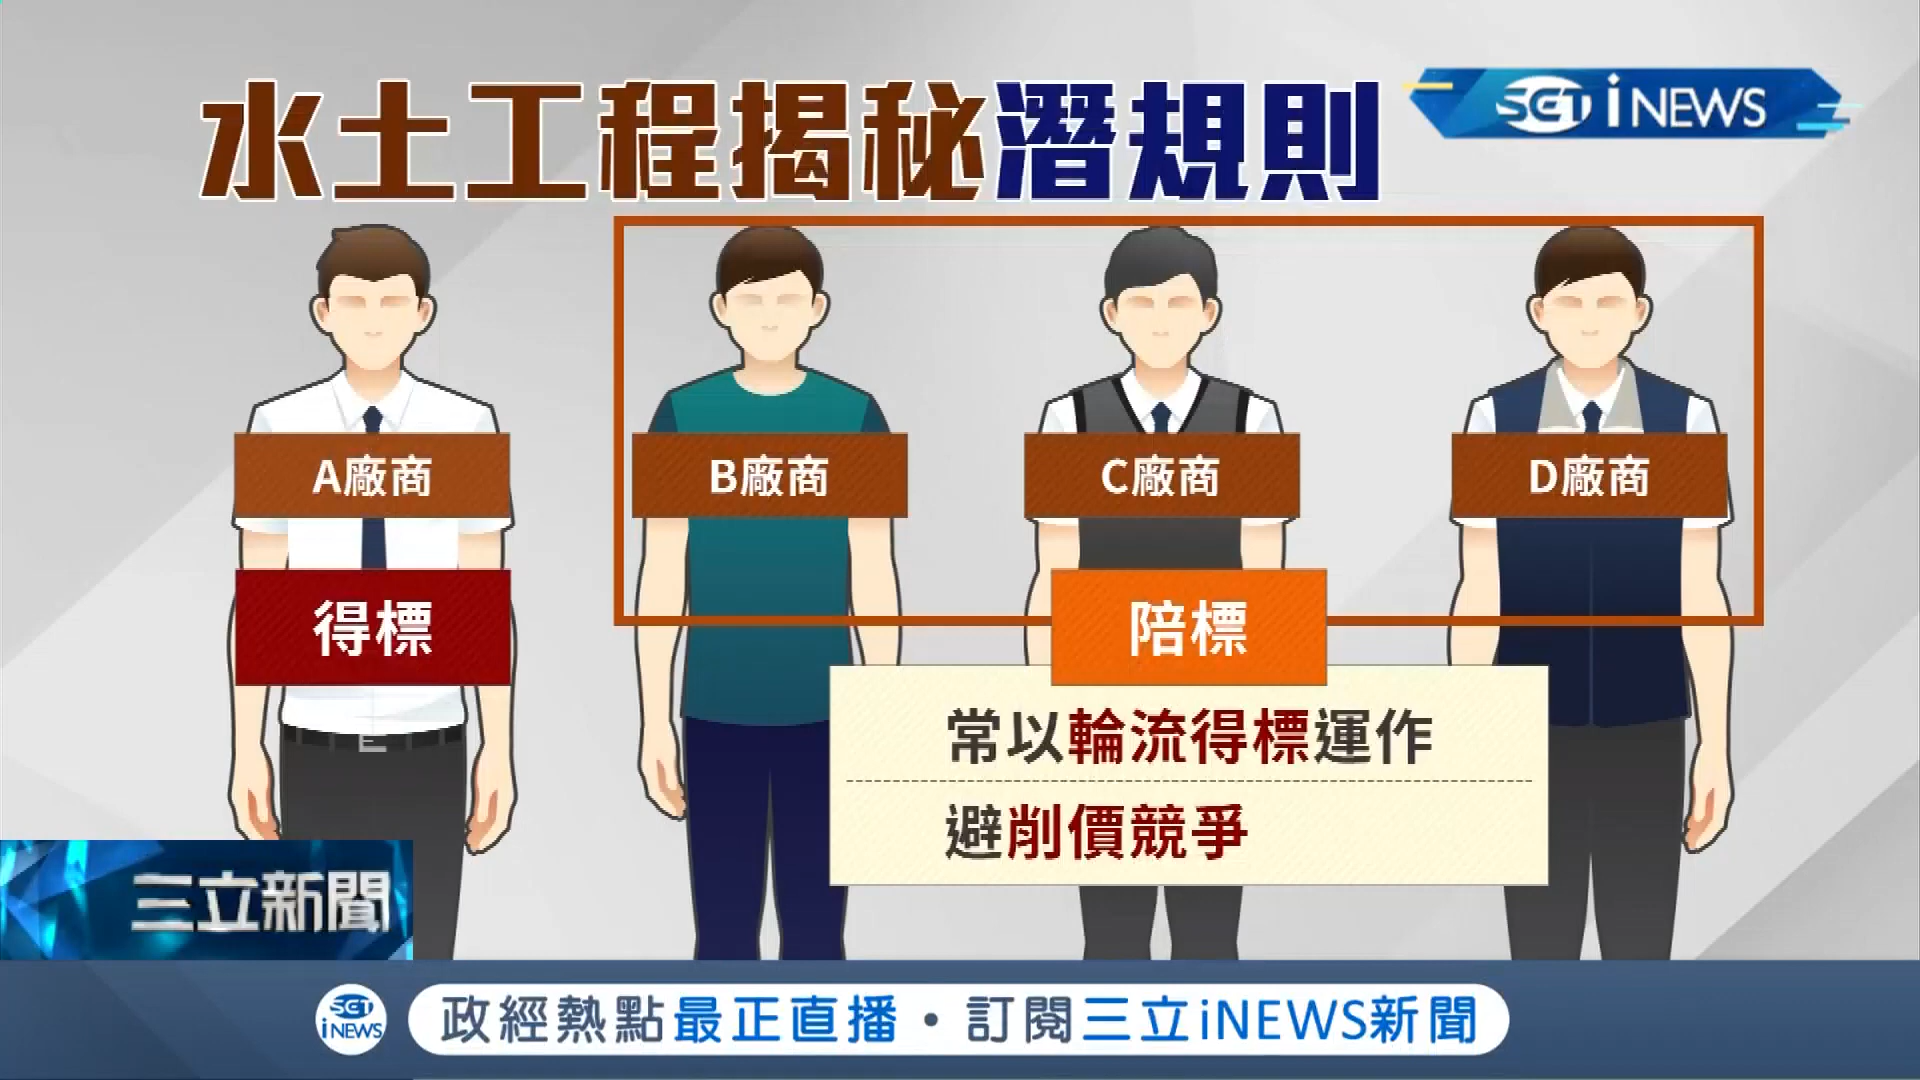 水土工程揭秘潛規則
SET iNEWS
A廠商
B廠商
C廠商
D廠商
得標
陪標
常以輪流得標運作
避削價競爭
三立新聞
SET iNEWS
政經熱點最正直播・訂閱三立iNEWS新聞